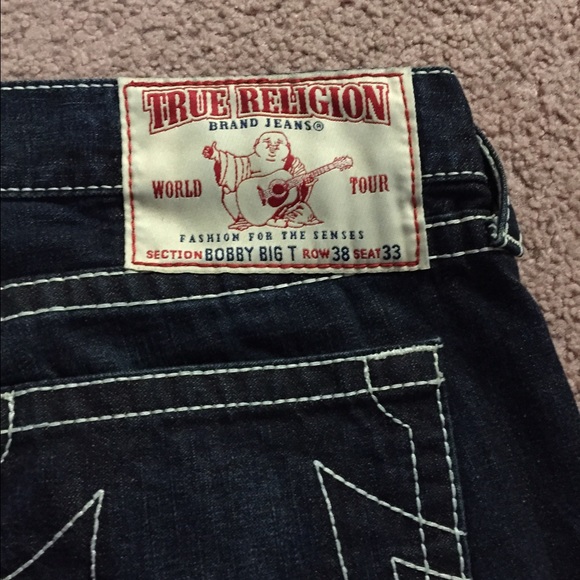 TRUE RELIGION
BRAND JEANS®
WORLD TOUR
FASHION FOR THE SENSES
SECTION BOBBY BIG T ROW 38 SEAT 33